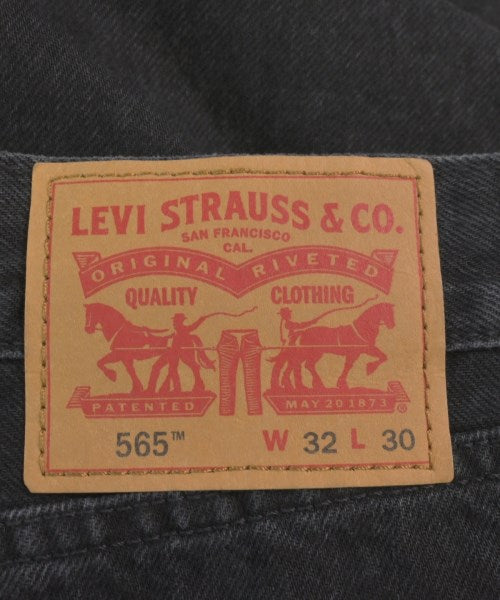 LEVI STRAUSS & CO.
SAN FRANCISCO
CAL.
ORIGINAL RIVETED
QUALITY CLOTHING
PATENTED MAY 20 1873 ®
565™ W 32 L 30